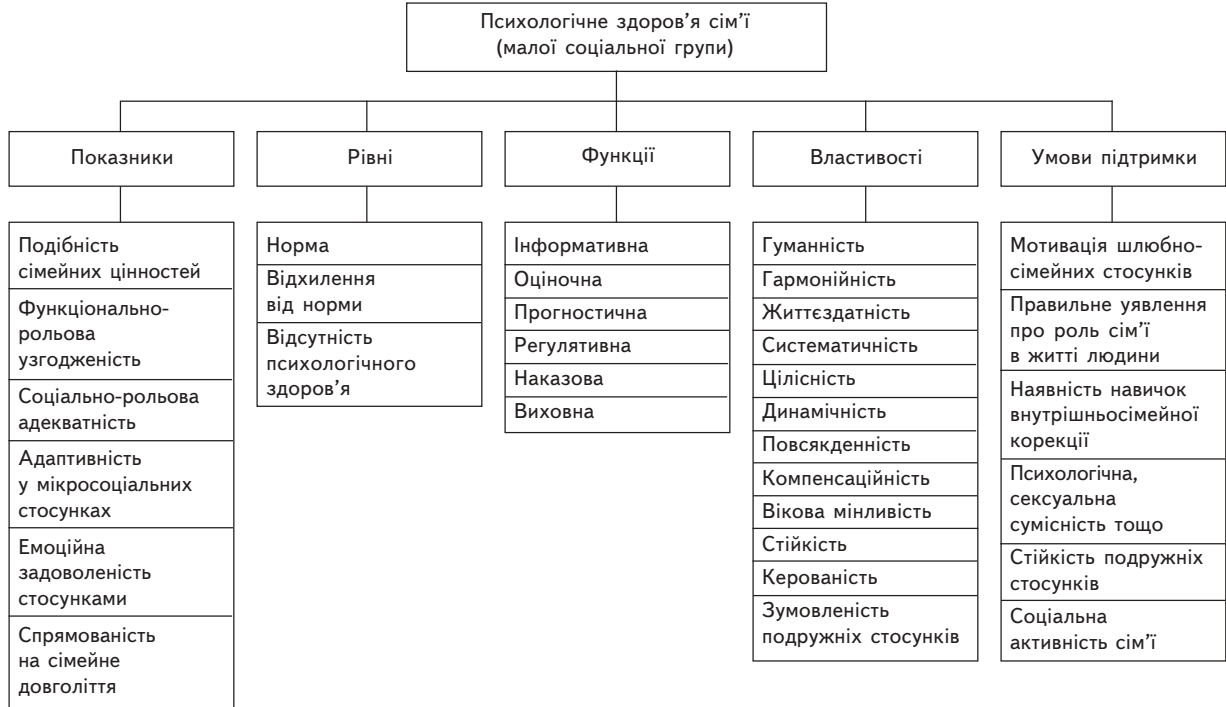 Психологічне здоров'я сім'ї
(малої соціальної групи)
Показники
Рівні
Функції
Властивості
Умови підтримки
Подібність
сімейних цінностей
Функціонально-
рольова
узгодженість
Соціально-рольова
адекватність
Адаптивність
у мікросоціальних
стосунках
Емоційна
задоволеність
стосунками
Спрямованість
на сімейне
довголіття
Норма
Відхилення
від норми
Відсутність
психологічного
здоров'я
Інформативна
Оціночна
Прогностична
Регулятивна
Наказова
Виховна
Гуманність
Гармонійність
Життєздатність
Систематичність
Цілісність
Динамічність
Повсякденність
Компенсаційність
Вікова мінливість
Стійкість
Керованість
Зумовленість
подружніх стосунків
Мотивація шлюбно-
сімейних стосунків
Правильне уявлення
про роль сім'ї
в житті людини
Наявність навичок
внутрішньосімейної
корекції
Психологічна,
сексуальна
сумісність тощо
Стійкість подружніх
стосунків
Соціальна
активність сім'ї